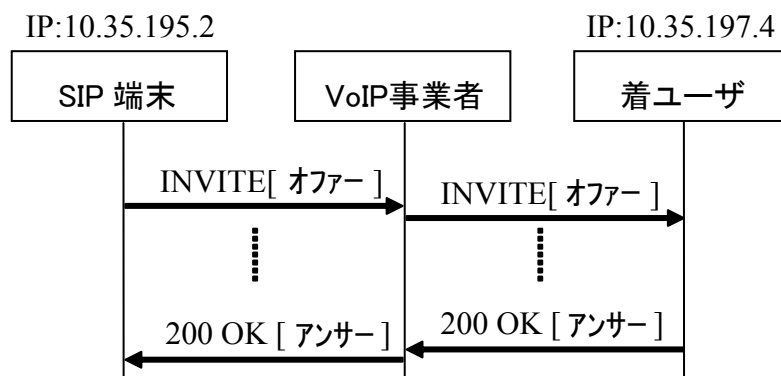 IP:10.35.195.2
IP:10.35.197.4
SIP 端末
VoIP事業者
着ユーザ
INVITE[ オファー ]
INVITE[ オファー ]
200 OK [ アンサー ]
200 OK [ アンサー ]